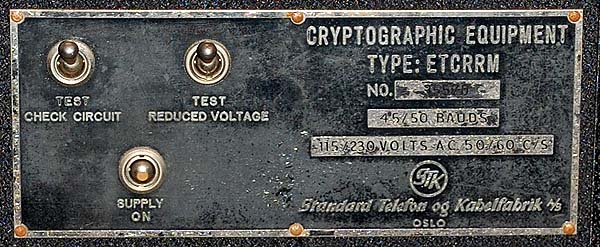 TEST
CHECK CIRCUIT
TEST
REDUCED VOLTAGE
SUPPLY
ON
CRYPTOGRAPHIC EQUIPMENT
TYPE: ETCRRM
NO.
45/50 BAUDS
115/230 VOLTS AC 50/60 C/S
STK
Standard Telefon og Kabelfabrik A/S
OSLO